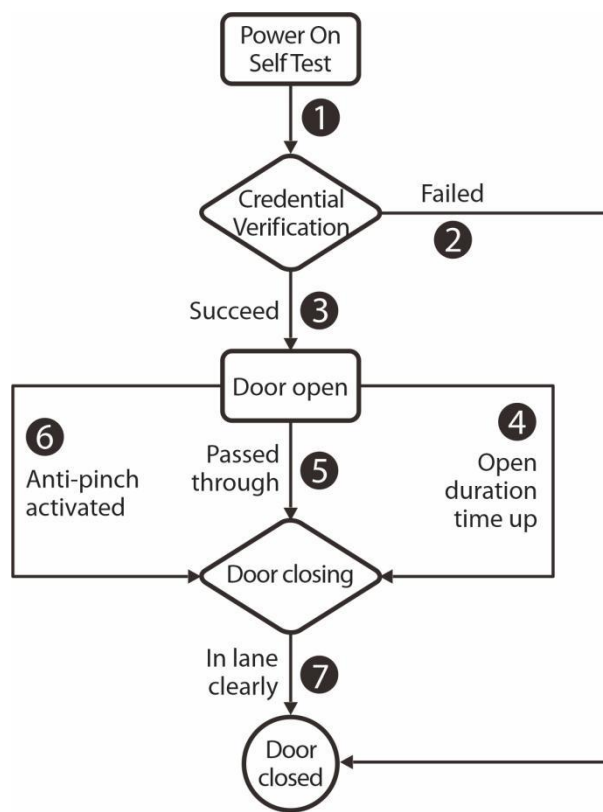 Power On
Self Test
1
Credential
Verification
Failed
2
Succeed
3
Door open
6
Anti-pinch
activated
Passed
through
5
4
Open
duration
time up
Door closing
In lane
clearly
7
Door
closed